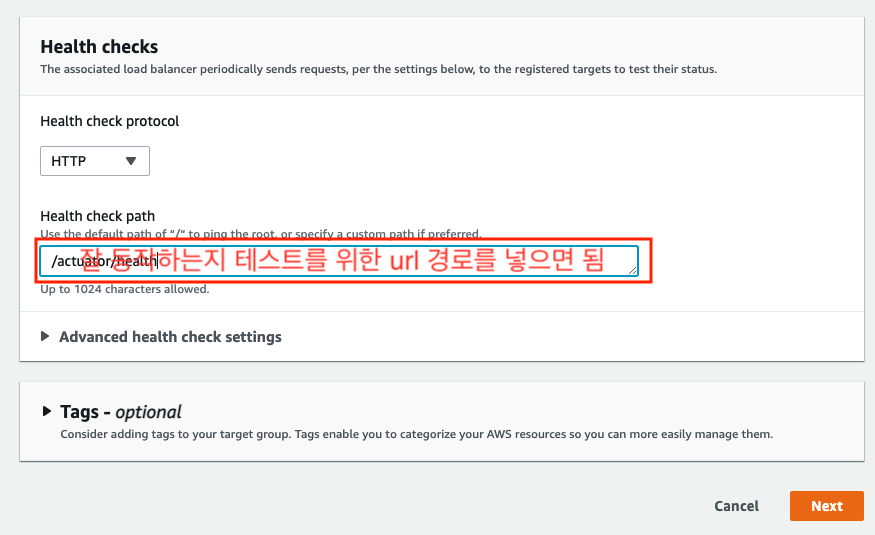 Health checks
The associated load balancer periodically sends requests, per the settings below, to the registered targets to test their status.
Health check protocol
HTTP
Health check path
Use the default path of "/" to ping the root, or specify a custom path if preferred.
/actuator/health
잘 동작하는지 테스트를 위한 url 경로를 넣으면 됨
Up to 1024 characters allowed.
Advanced health check settings
Tags - optional
Consider adding tags to your target group. Tags enable you to categorize your AWS resources so you can more easily manage them.
Cancel
Next